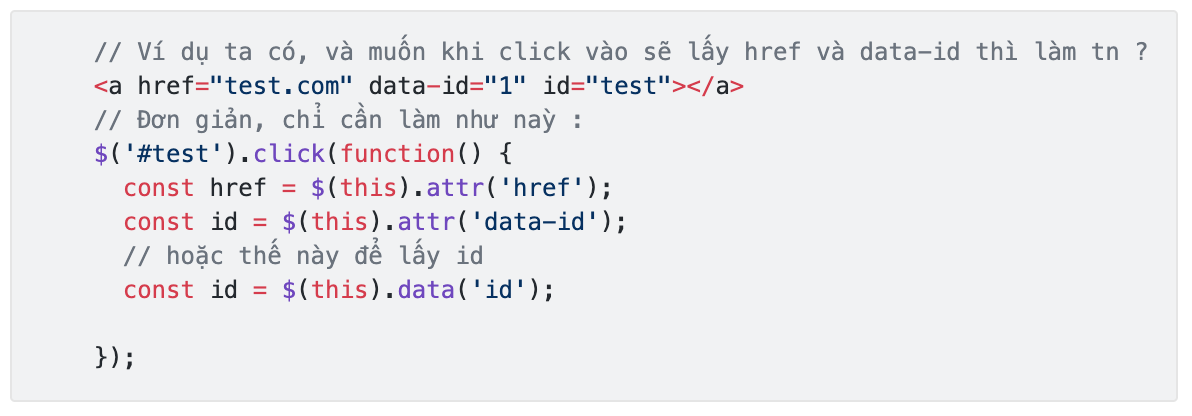 // Ví dụ ta có, và muốn khi click vào sẽ lấy href và data-id thì làm tn ?
<a href="test.com" data-id="1" id="test"></a>
// Đơn giản, chỉ cần làm như naỳ :
$('#test').click(function() {
  const href = $(this).attr('href');
  const id = $(this).attr('data-id');
  // hoặc thế này để lấy id
  const id = $(this).data('id');

});